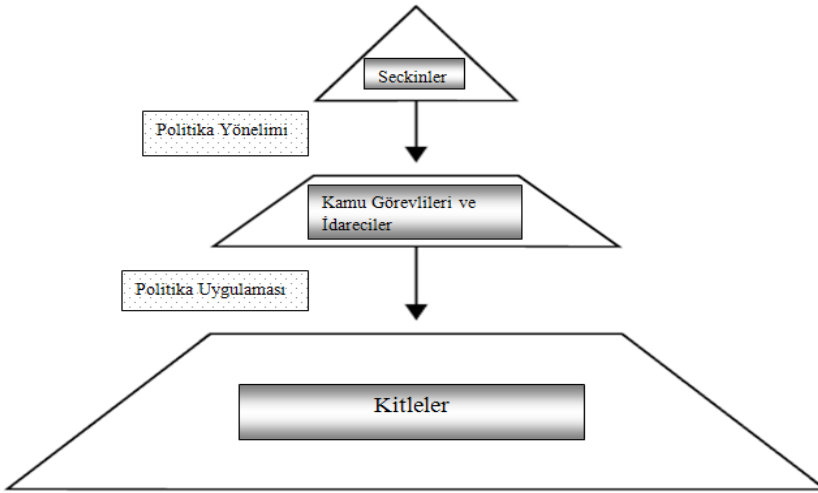 Seckinler
Politika Yönelimi
Kamu Görevlileri ve
İdareciler
Politika Uygulaması
Kitleler